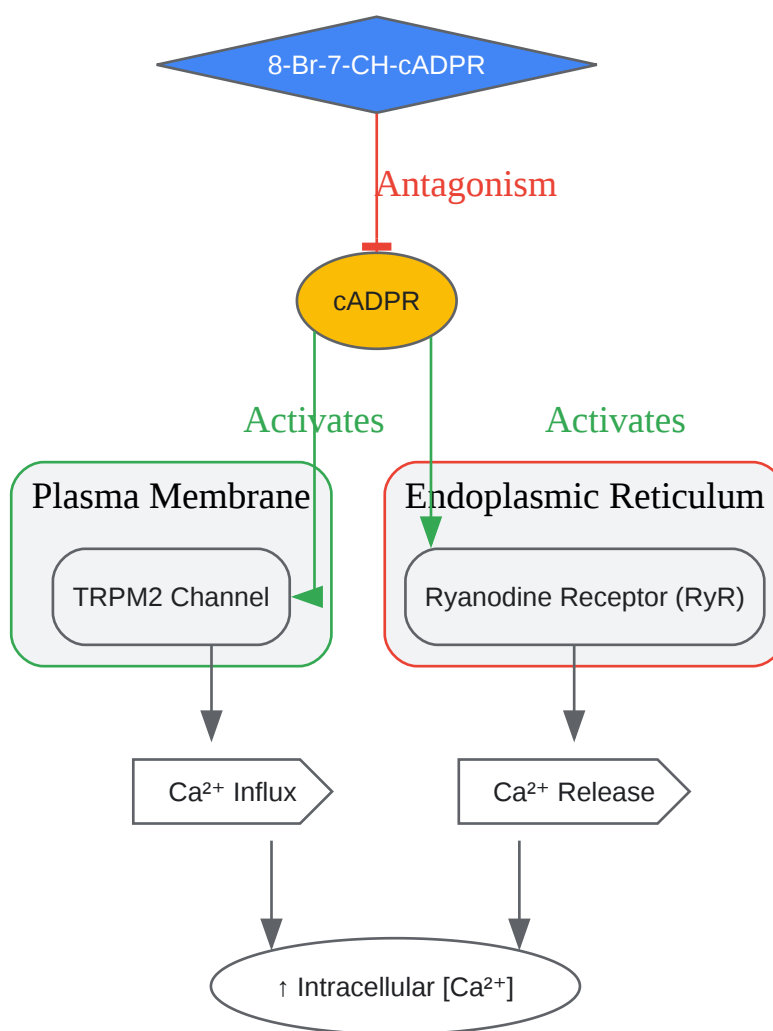 8-Br-7-CH-cADPR
Antagonism
cADPR
Activates
Activates
Plasma Membrane
Endoplasmic Reticulum
TRPM2 Channel
Ryanodine Receptor (RyR)
Ca²⁺ Influx
Ca²⁺ Release
↑ Intracellular [Ca²⁺]